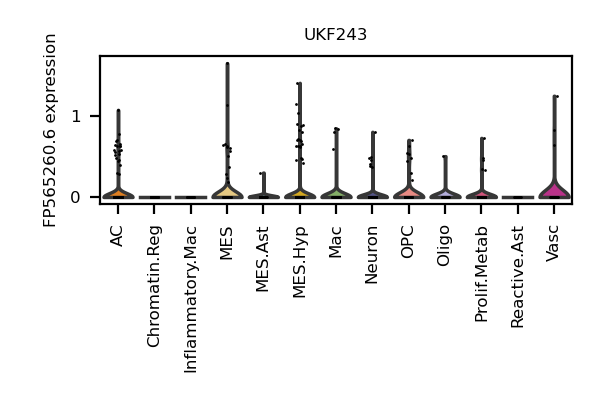 UKF243
FP565260.6 expression
1
0
AC
Chromatin.Reg
Inflammatory.Mac
MES
MES.Ast
MES.Hyp
Mac
Neuron
OPC
Oligo
Prolif.Metab
Reactive.Ast
Vasc